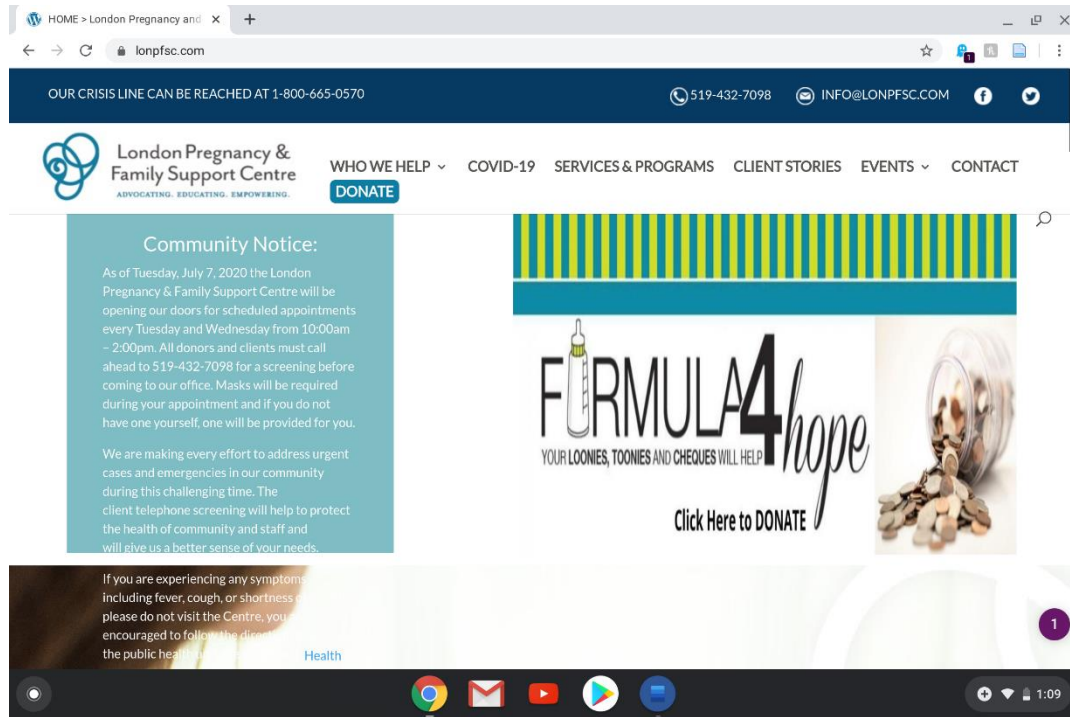 HOME > London Pregnancy and
lonpfsc.com
OUR CRISIS LINE CAN BE REACHED AT 1-800-665-0570
519-432-7098
INFO@LONPFSC.COM
London Pregnancy &
Family Support Centre
ADVOCATING. EDUCATING. EMPOWERING.
WHO WE HELP
COVID-19
SERVICES & PROGRAMS
CLIENT STORIES
EVENTS
CONTACT
DONATE
Community Notice:
As of Tuesday, July 7, 2020 the London
Pregnancy & Family Support Centre will be
opening our doors for scheduled appointments
every Tuesday and Wednesday from 10:00am
– 2:00pm. All donors and clients must call
ahead to 519-432-7098 for a screening before
coming to our office. Masks will be required
during your appointment and if you do not
have one yourself, one will be provided for you.
We are making every effort to address urgent
cases and emergencies in our community
during this challenging time. The
client telephone screening will help to protect
the health of community and staff and
will give us a better sense of your needs.
If you are experiencing any symptoms
including fever, cough, or shortness
please do not visit the Centre, you
encouraged to follow the
the public
Health
FORMULA4hope
YOUR LOONIES, TOONIES AND CHEQUES WILL HELP
Click Here to DONATE
1
1
1:09